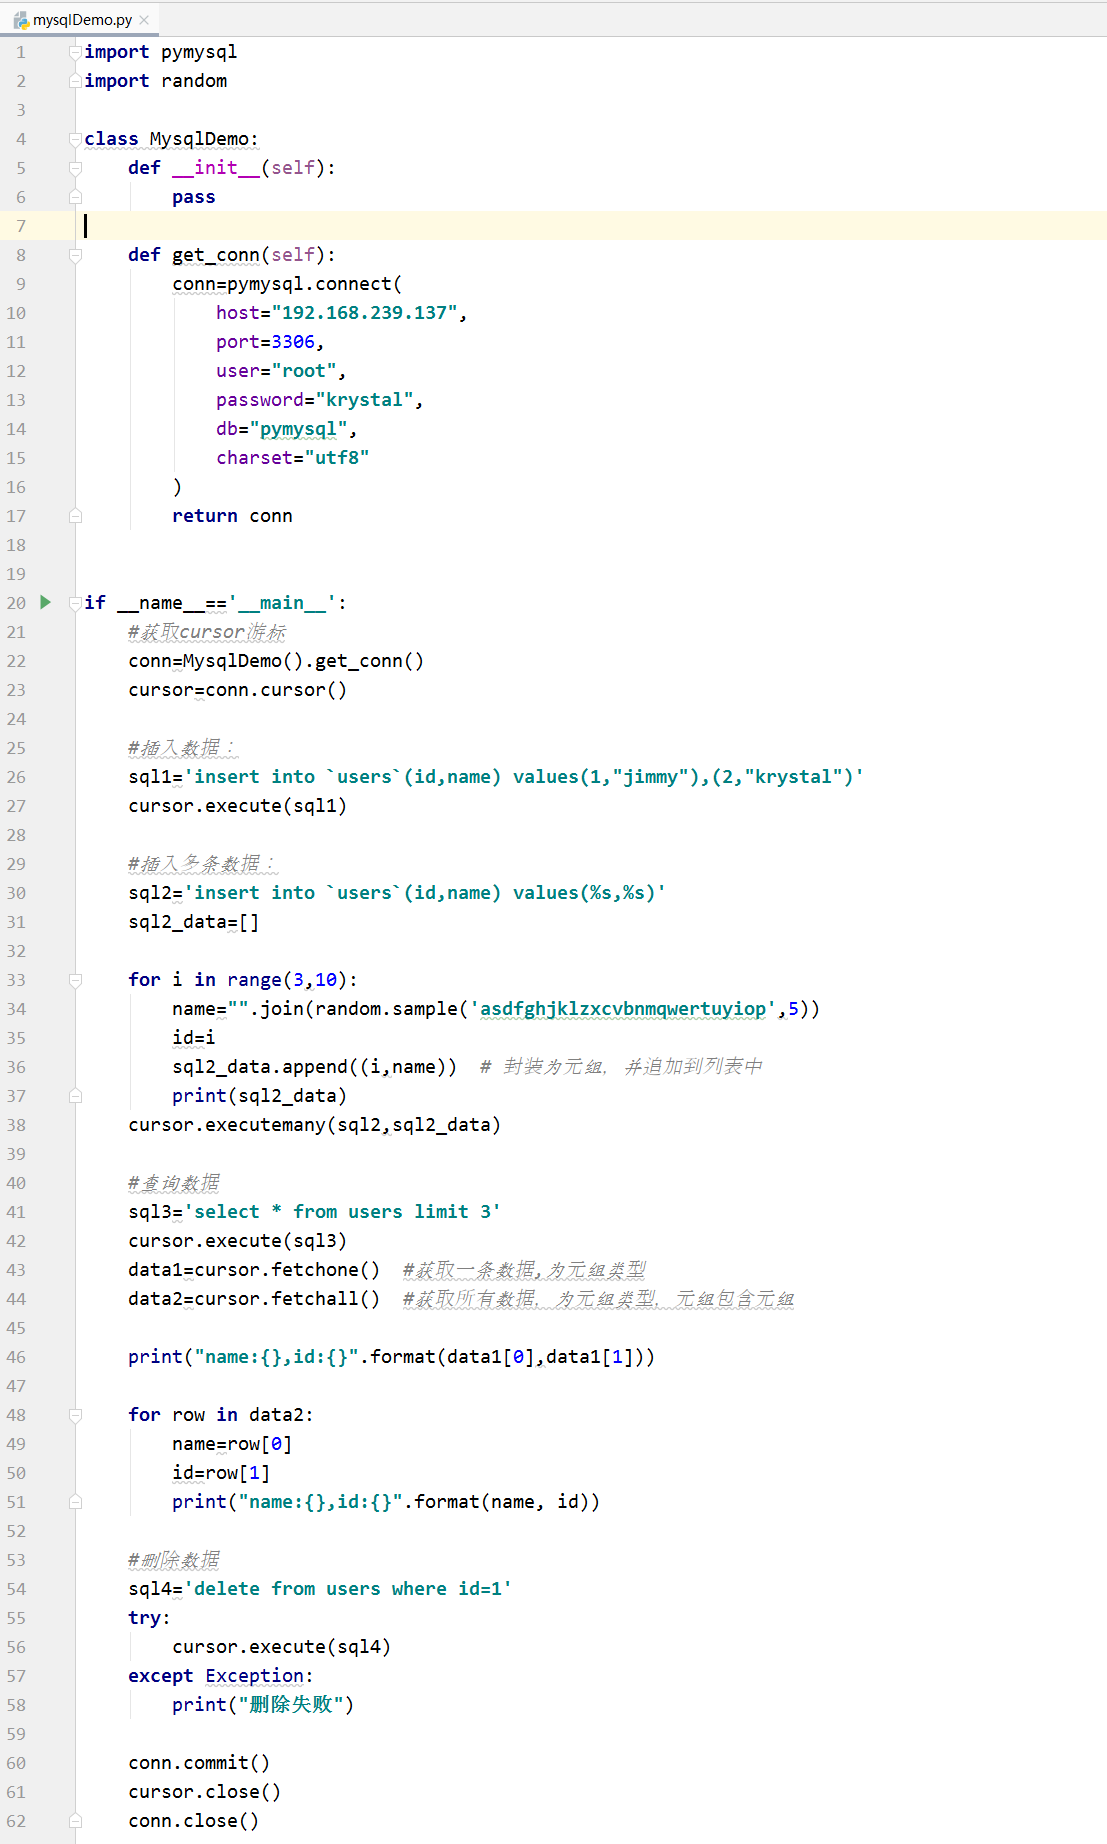 mysqlDemo.py
1 import pymysql
2 import random
3
4 class MysqlDemo:
5     def __init__(self):
6         pass
7
8     def get_conn(self):
9         conn=pymysql.connect(
10             host="192.168.239.137",
11             port=3306,
12             user="root",
13             password="krystal",
14             db="pymysql",
15             charset="utf8"
16         )
17         return conn
18
19
20 if __name__=='__main__':
21     #获取cursor游标
22     conn=MysqlDemo().get_conn()
23     cursor=conn.cursor()
24
25     #插入数据：
26     sql1='insert into `users`(id,name) values(1,"jimmy"),(2,"krystal")'
27     cursor.execute(sql1)
28
29     #插入多条数据：
30     sql2='insert into `users`(id,name) values(%s,%s)'
31     sql2_data=[]
32
33     for i in range(3,10):
34         name="".join(random.sample('asdfghjklzxcvbnmqwertuyiop',5))
35         id=i
36         sql2_data.append((i,name))  # 封装为元组，并追加到列表中
37         print(sql2_data)
38     cursor.executemany(sql2,sql2_data)
39
40     #查询数据
41     sql3='select * from users limit 3'
42     cursor.execute(sql3)
43     data1=cursor.fetchone()  #获取一条数据,为元组类型
44     data2=cursor.fetchall()  #获取所有数据，为元组类型，元组包含元组
45
46     print("name:{},id:{}".format(data1[0],data1[1]))
47
48     for row in data2:
49         name=row[0]
50         id=row[1]
51         print("name:{},id:{}".format(name, id))
52
53     #删除数据
54     sql4='delete from users where id=1'
55     try:
56         cursor.execute(sql4)
57     except Exception:
58         print("删除失败")
59
60     conn.commit()
61     cursor.close()
62     conn.close()